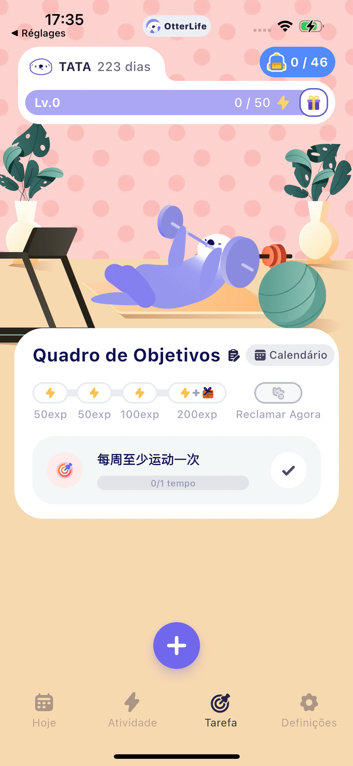 17:35
◀ Réglages
OtterLife
TATA 223 dias
0 / 46
Lv.0
0 / 50
Quadro de Objetivos
Calendário
50exp
50exp
100exp
200exp
Reclamar Agora
每周至少运动一次
0/1 tempo
Hoje
Atividade
Tarefa
Definições